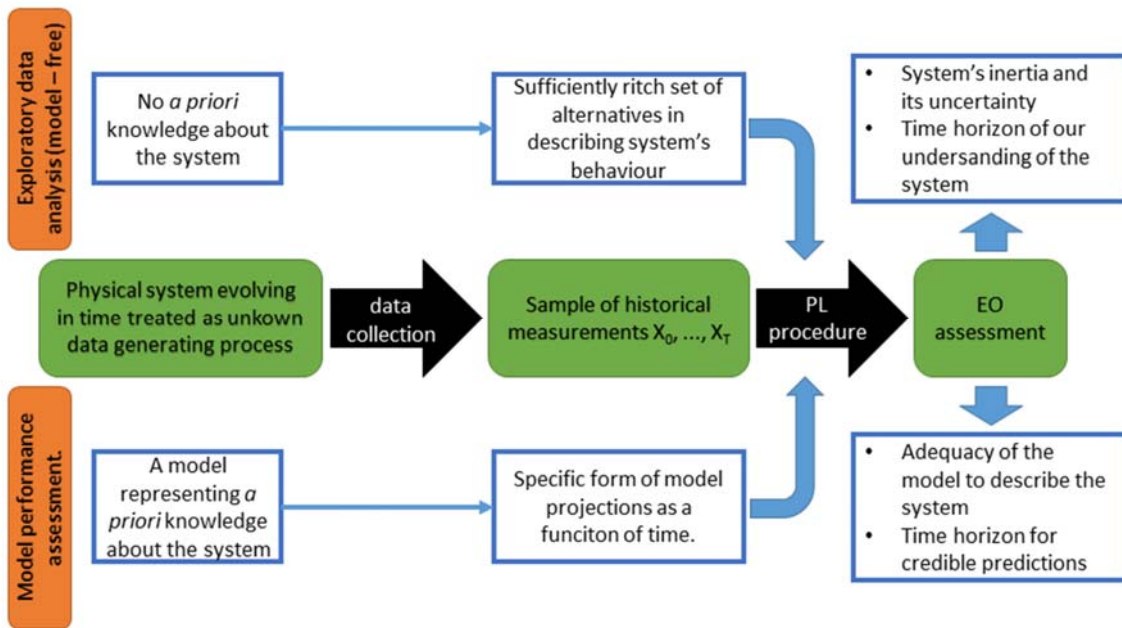 Exploratory data
analysis (model – free)
No a priori
knowledge about
the system
Sufficiently ritch set of
alternatives in
describing system's
behaviour
• System's inertia and
its uncertainty
• Time horizon of our
undersanding of the
system
Physical system evolving
in time treated as unkown
data generating process
data
collection
Sample of historical
measurements X0, ..., XT
PL
procedure
EO
assessment
Model performance
assessment.
A model
representing a
priori knowledge
about the system
Specific form of model
projections as a
funciton of time.
• Adequacy of the
model to describe the
system
• Time horizon for
credible predictions